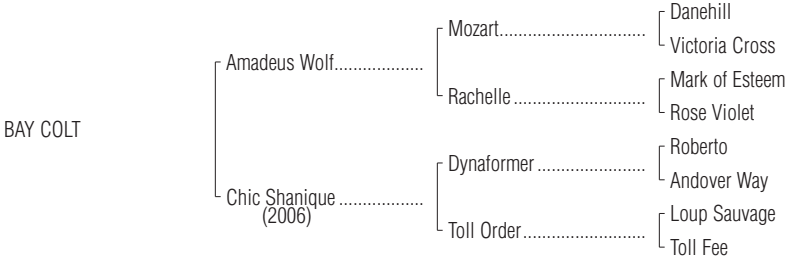 Danehill
Mozart..............................
Victoria Cross
Amadeus Wolf..................
Mark of Esteem
Rachelle ...........................
Rose Violet
BAY COLT
Roberto
Dynaformer ......................
Andover Way
Chic Shanique .................
(2006)
Loup Sauvage
Toll Order.........................
Toll Fee